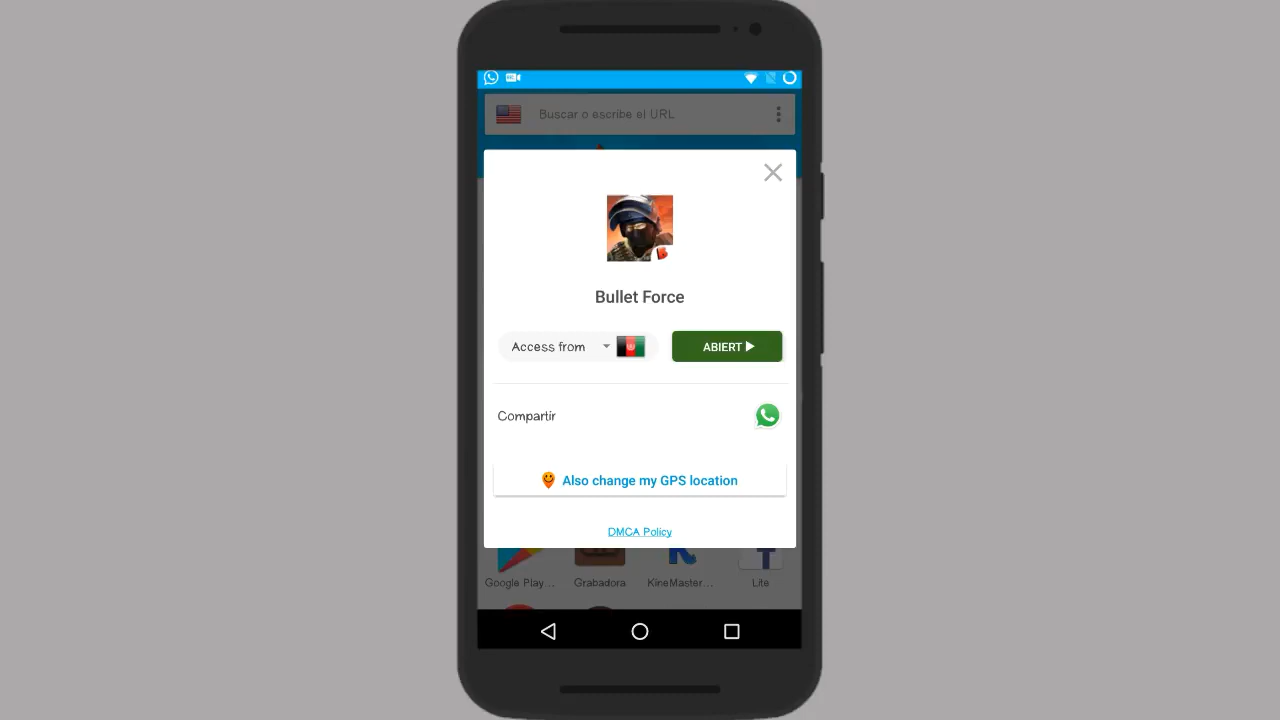 Buscar o escribe el URL
Bullet Force
Access from
ABIERT
Compartir
Also change my GPS location
DMCA Policy
Google Play...
Grabadora
KineMaster...
Lite